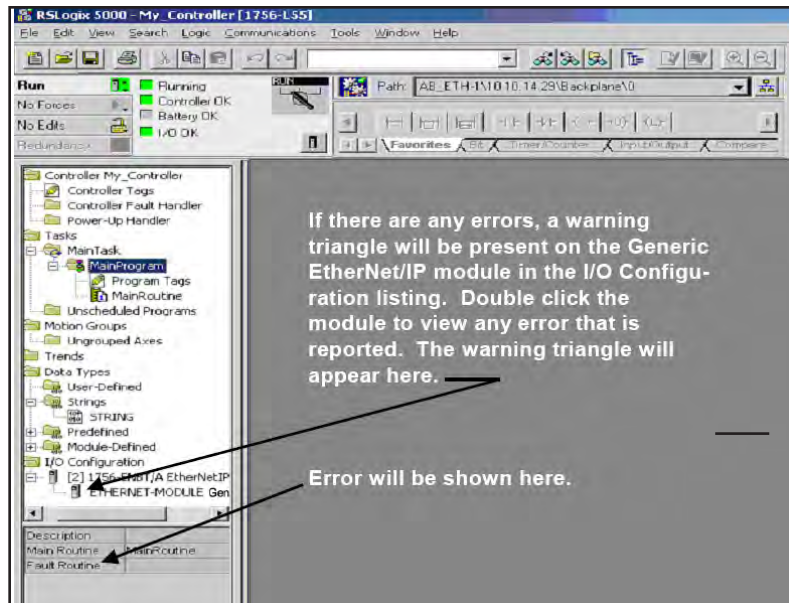 RSLogix 5000 - My_Controller [1756-L55]
File Edit View Search Logic Communications Tools Window Help
Run
Running
RUN
Path: AB_ETH-1\10.10.14.29\Backplane\0
No Forces
Controller OK
Battery OK
No Edits
I/O OK
Redundancy
Favorites Bit Timer/Counter Input/Output Compare
Controller My_Controller
Controller Tags
Controller Fault Handler
Power-Up Handler
Tasks
MainTask
MainProgram
Program Tags
MainRoutine
Unscheduled Programs
Motion Groups
Ungrouped Axes
Trends
Data Types
User-Defined
Strings
STRING
Predefined
Module-Defined
I/O Configuration
[2] 1756-ENBT/A EtherNetIP
ETHERNET-MODULE Gen
Description
Main Routine MainRoutine
Fault Routine
If there are any errors, a warning
triangle will be present on the Generic
EtherNet/IP module in the I/O Configu-
ration listing. Double click the
module to view any error that is
reported. The warning triangle will
appear here.
Error will be shown here.